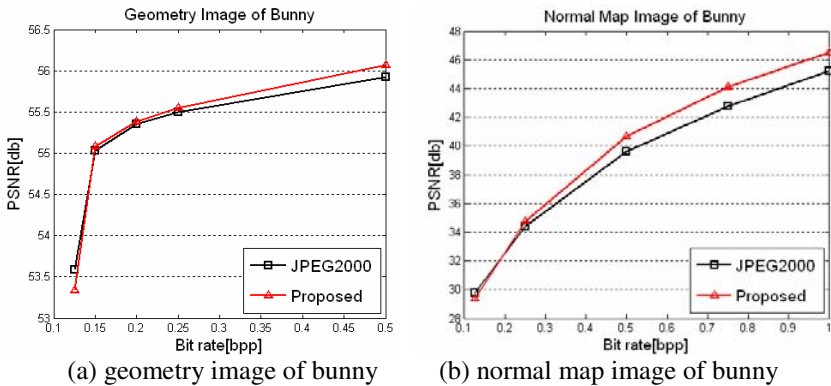 Geometry Image of Bunny
56.5
56
55.5
55
54.5
54
53.5
53
PSNR[db]
0.1 0.15 0.2 0.25 0.3 0.35 0.4 0.45 0.5
Bit rate[bpp]
JPEG2000
Proposed
(a) geometry image of bunny
Normal Map Image of Bunny
48
46
44
42
40
38
36
34
32
30
28
PSNR[db]
0.1 0.2 0.3 0.4 0.5 0.6 0.7 0.8 0.9 1
Bit rate[bpp]
JPEG2000
Proposed
(b) normal map image of bunny